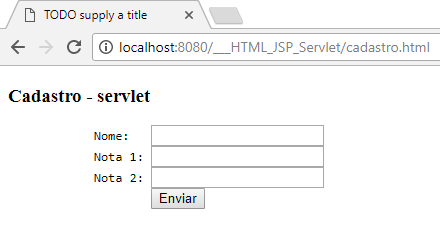 TODO supply a title
localhost:8080/___HTML_JSP_Servlet/cadastro.html
Cadastro - servlet
Nome:
Nota 1:
Nota 2:
Enviar